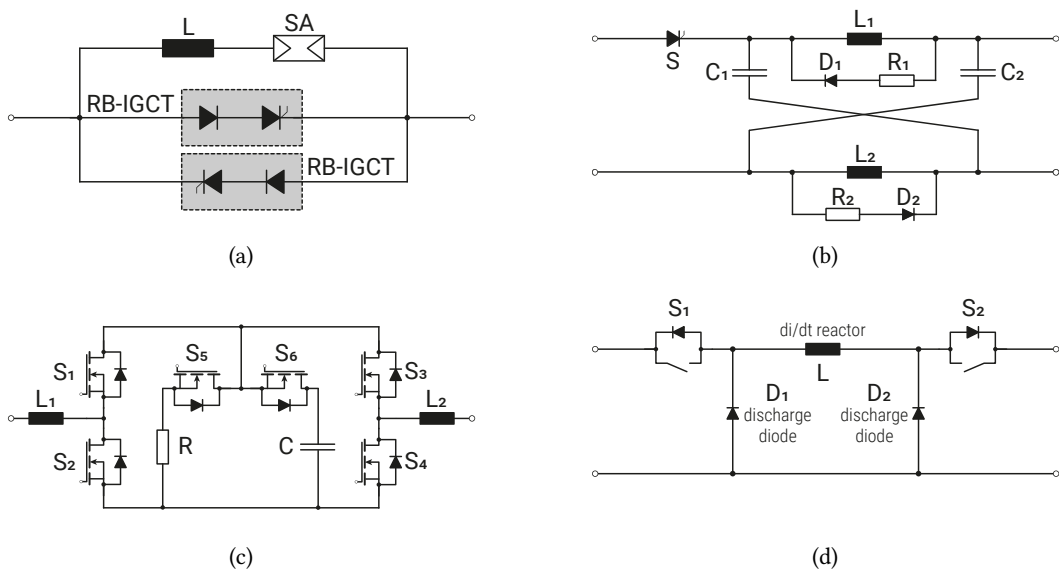 L
SA
RB-IGCT
RB-IGCT
(a)
L₁
S
C₁
D₁
R₁
C₂
L₂
R₂
D₂
(b)
S₁
S₅
S₆
S₃
L₁
L₂
R
C
S₂
S₄
(c)
S₁
S₂
di/dt reactor
L
D₁
discharge
diode
D₂
discharge
diode
(d)